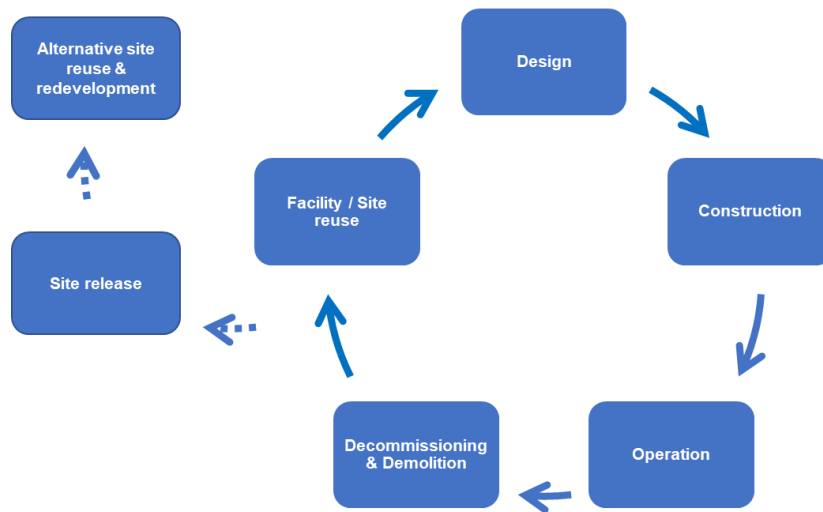 Alternative site
reuse &
redevelopment
Design
Facility / Site
reuse
Construction
Site release
Decommissioning
& Demolition
Operation